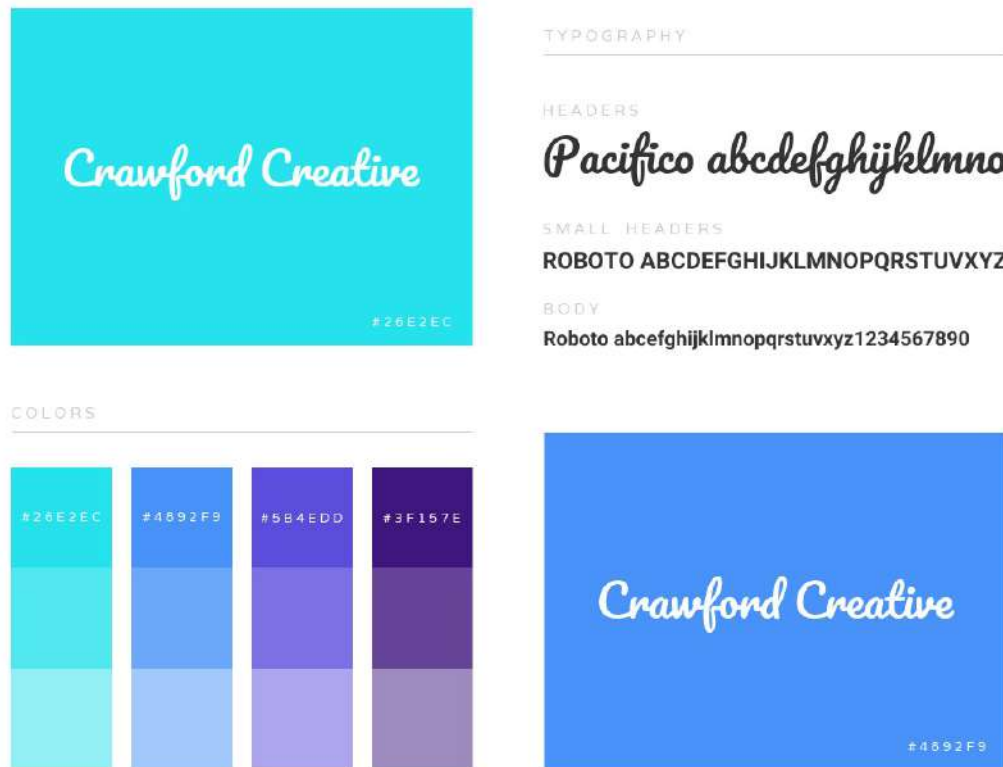 Crawford Creative
#26E2EC
TYPOGRAPHY
HEADERS
Pacifico abcdefghijklmno
SMALL HEADERS
ROBOTO ABCDEFGHIJKLMNOPQRSTUVXYZ
BODY
Roboto abcefghijklmnopqrstuvxyz1234567890
COLORS
#26E2EC #4892F9 #5B4EDD #3F157E
Crawford Creative
#4892F9